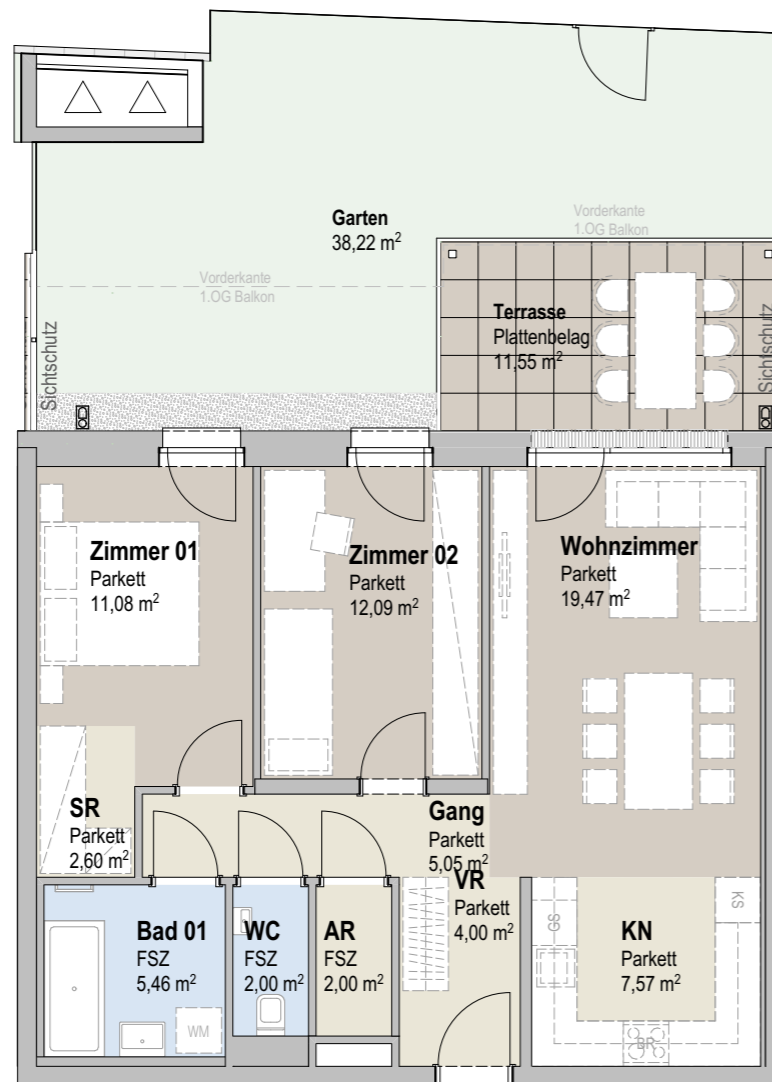 Vorderkante
1.OG Balkon
Garten
38,22 m²
Vorderkante
1.OG Balkon
Terrasse
Plattenbelag
11,55 m²
Sichtschutz
Sichtschutz
Zimmer 01
Parkett
11,08 m²
Zimmer 02
Parkett
12,09 m²
Wohnzimmer
Parkett
19,47 m²
SR
Parkett
2,60 m²
Gang
Parkett
5,05 m²
VR
Parkett
4,00 m²
Bad 01
FSZ
5,46 m²
WM
WC
FSZ
2,00 m²
AR
FSZ
2,00 m²
KN
Parkett
7,57 m²
SG
KS
BR